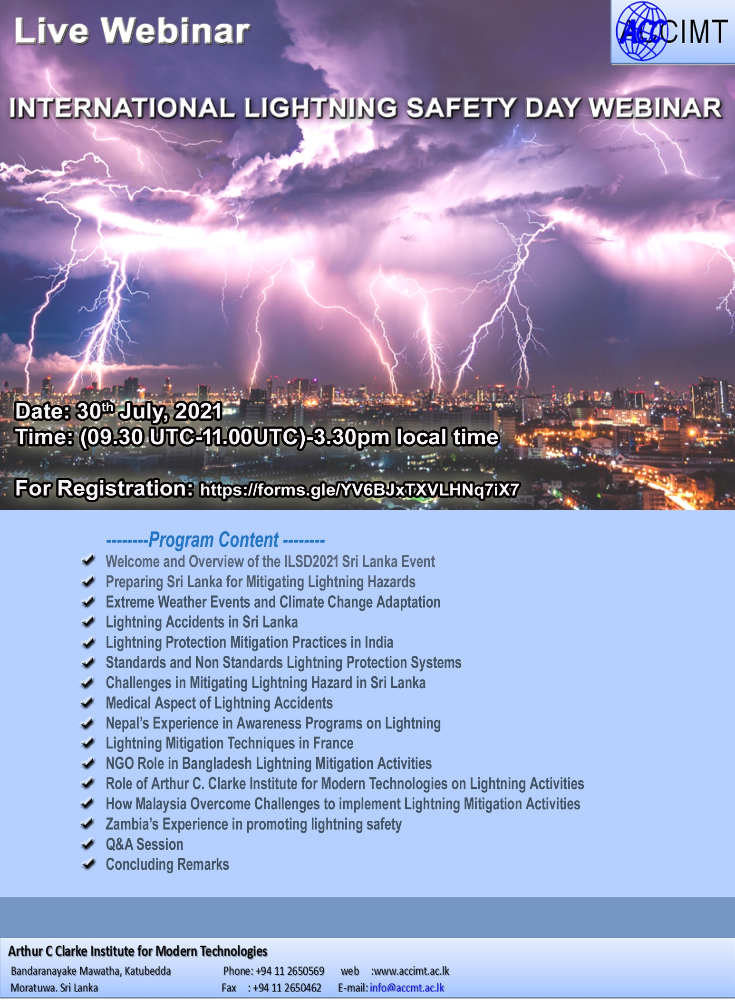 Live Webinar
ACCIMT
INTERNATIONAL LIGHTNING SAFETY DAY WEBINAR
Date: 30th July, 2021
Time: (09.30 UTC-11.00UTC)-3.30pm local time
For Registration: https://forms.gle/YV6BJxTXVLHNq7iX7
--------Program Content --------
Welcome and Overview of the ILSD2021 Sri Lanka Event
Preparing Sri Lanka for Mitigating Lightning Hazards
Extreme Weather Events and Climate Change Adaptation
Lightning Accidents in Sri Lanka
Lightning Protection Mitigation Practices in India
Standards and Non Standards Lightning Protection Systems
Challenges in Mitigating Lightning Hazard in Sri Lanka
Medical Aspect of Lightning Accidents
Nepal’s Experience in Awareness Programs on Lightning
Lightning Mitigation Techniques in France
NGO Role in Bangladesh Lightning Mitigation Activities
Role of Arthur C. Clarke Institute for Modern Technologies on Lightning Activities
How Malaysia Overcome Challenges to implement Lightning Mitigation Activities
Zambia’s Experience in promoting lightning safety
Q&A Session
Concluding Remarks
Arthur C Clarke Institute for Modern Technologies
Bandaranayake Mawatha, Katubedda Phone: +94 11 2650569 web :www.accimt.ac.lk
Moratuwa. Sri Lanka Fax : +94 11 2650462 E-mail: info@accmt.ac.lk